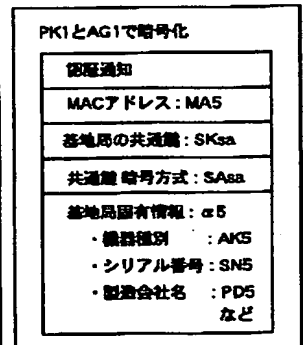 PK1とAG1で暗号化
認証通知
MACアドレス：MA5
基地局の共通鍵：SKsa
共通鍵 暗号方式：SAsa
基地局固有情報：α5
・機器種別　：AK5
・シリアル番号：SN5
・製造会社名　：PD5
など